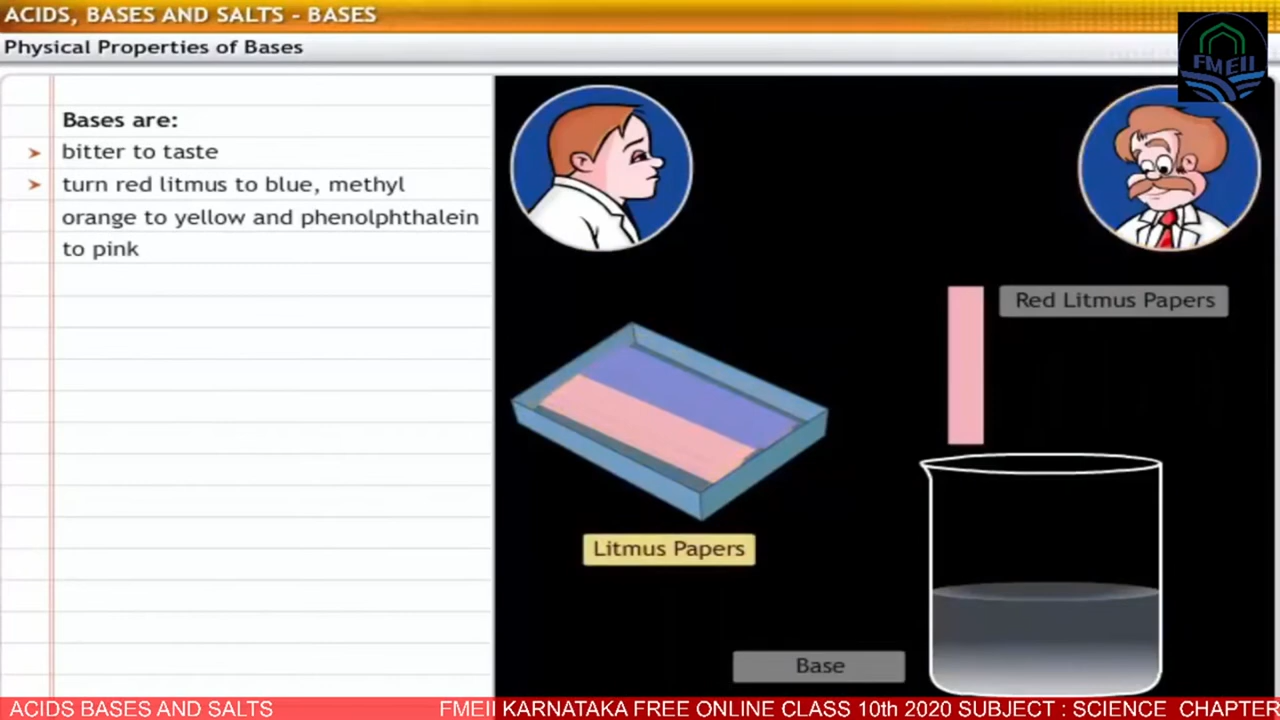 ACIDS, BASES AND SALTS - BASES
Physical Properties of Bases
FMEII
Bases are:
➤ bitter to taste
➤ turn red litmus to blue, methyl
orange to yellow and phenolphthalein
to pink
Red Litmus Papers
Litmus Papers
Base
ACIDS BASES AND SALTS
FMEII KARNATAKA FREE ONLINE CLASS 10th 2020 SUBJECT : SCIENCE CHAPTER